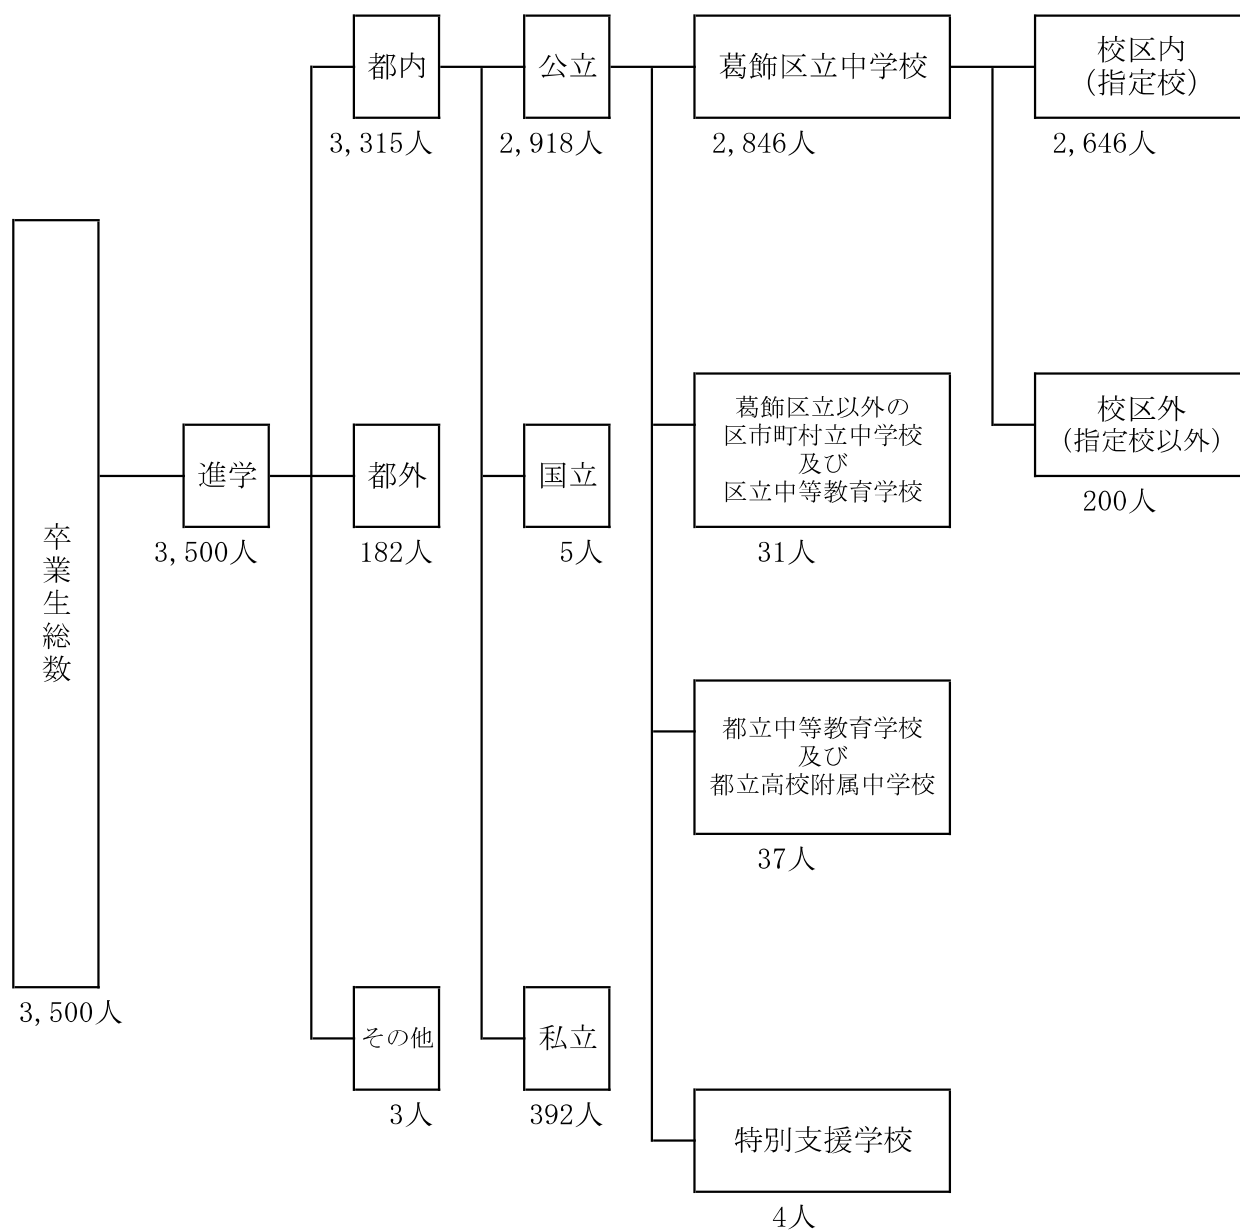 卒業生総数
3,500人
進学
3,500人
都内
3,315人
都外
182人
その他
3人
公立
2,918人
国立
5人
私立
392人
葛飾区立中学校
2,846人
葛飾区立以外の
区市町村立中学校
及び
区立中等教育学校
31人
都立中等教育学校
及び
都立高校附属中学校
37人
特別支援学校
4人
校区内
(指定校)
2,646人
校区外
(指定校以外)
200人